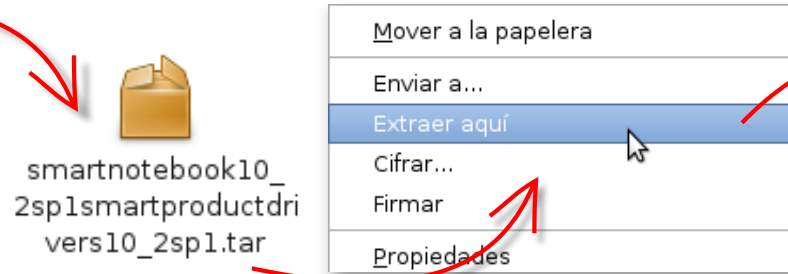 smartnotebook10_
2sp1smartproductdri
vers10_2sp1.tar
Mover a la papelera
Enviar a...
Extraer aquí
Cifrar...
Firmar
Propiedades